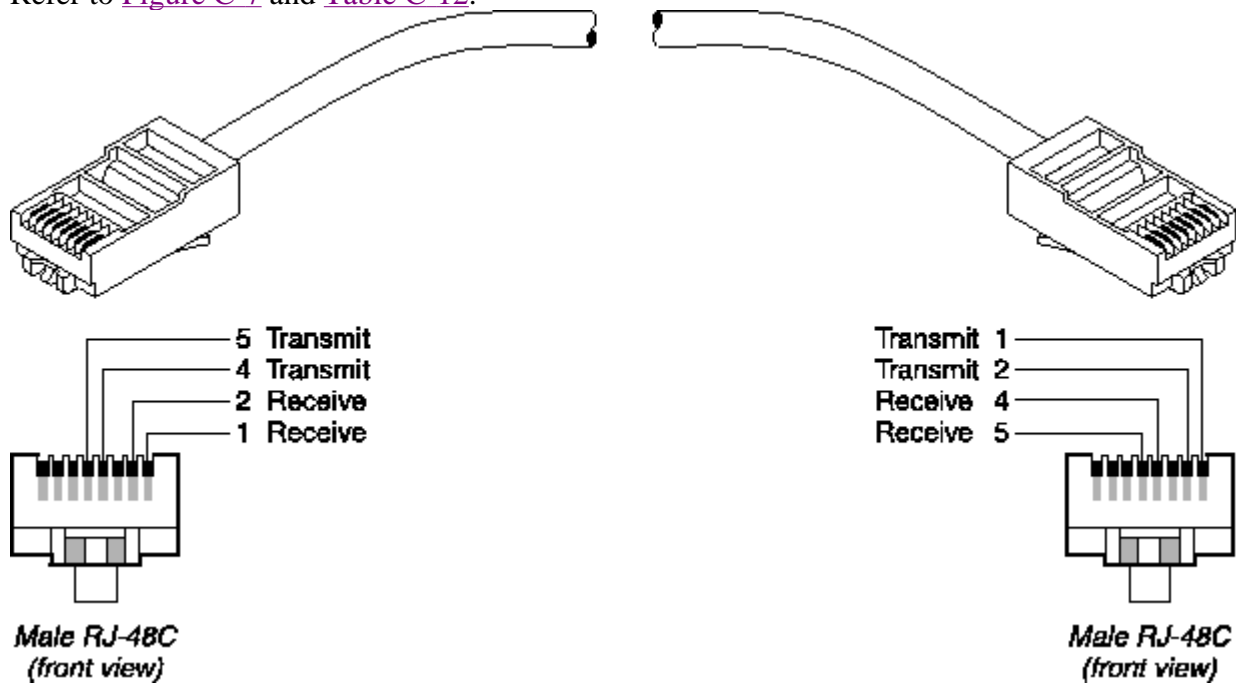 Refer to Figure C-7 and Table C-12.
5 Transmit
4 Transmit
2 Receive
1 Receive
Male RJ-48C
(front view)
Transmit 1
Transmit 2
Receive 4
Receive 5
Male RJ-48C
(front view)